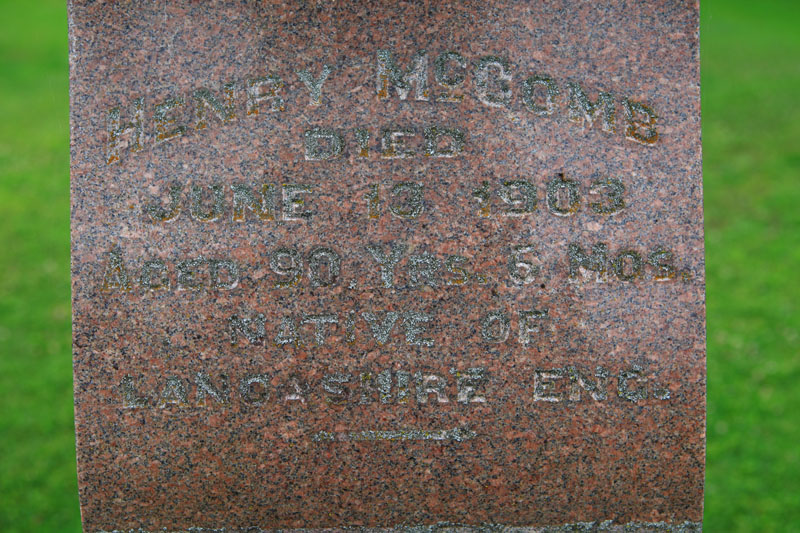 HENRY McCOMB
DIED
JUNE 13 1903
AGED 90 YRS. 5 MOS.
NATIVE OF
LANCASHIRE ENG.